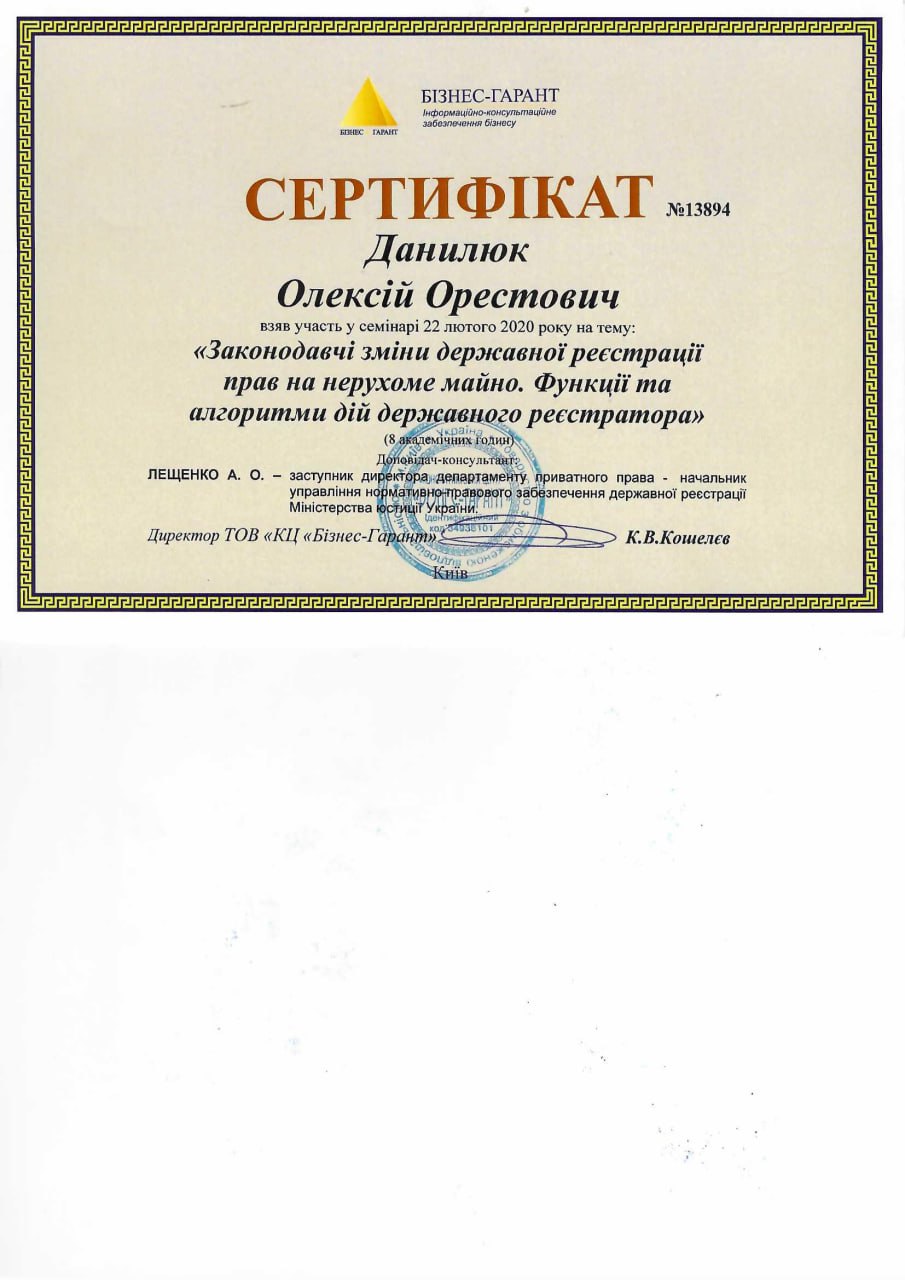 БІЗНЕС ГАРАНТ
БІЗНЕС-ГАРАНТ
Інформаційно-консультаційне
забезпечення бізнесу
СЕРТИФІКАТ №13894
Данилюк
Олексій Орестович
взяв участь у семінарі 22 лютого 2020 року на тему:
«Законодавчі зміни державної реєстрації
прав на нерухоме майно. Функції та
алгоритми дій державного реєстратора»
(8 академічних годин)
Доповідач-консультант:
ЛЕЩЕНКО А. О. – заступник директора департаменту приватного права - начальник
управління нормативно-правового забезпечення державної реєстрації
Міністерства юстиції України.
Директор ТОВ «КЦ «Бізнес-Гарант» К.В.Кошелєв
Київ
Україна
Ідентифікаційний
код 34938101